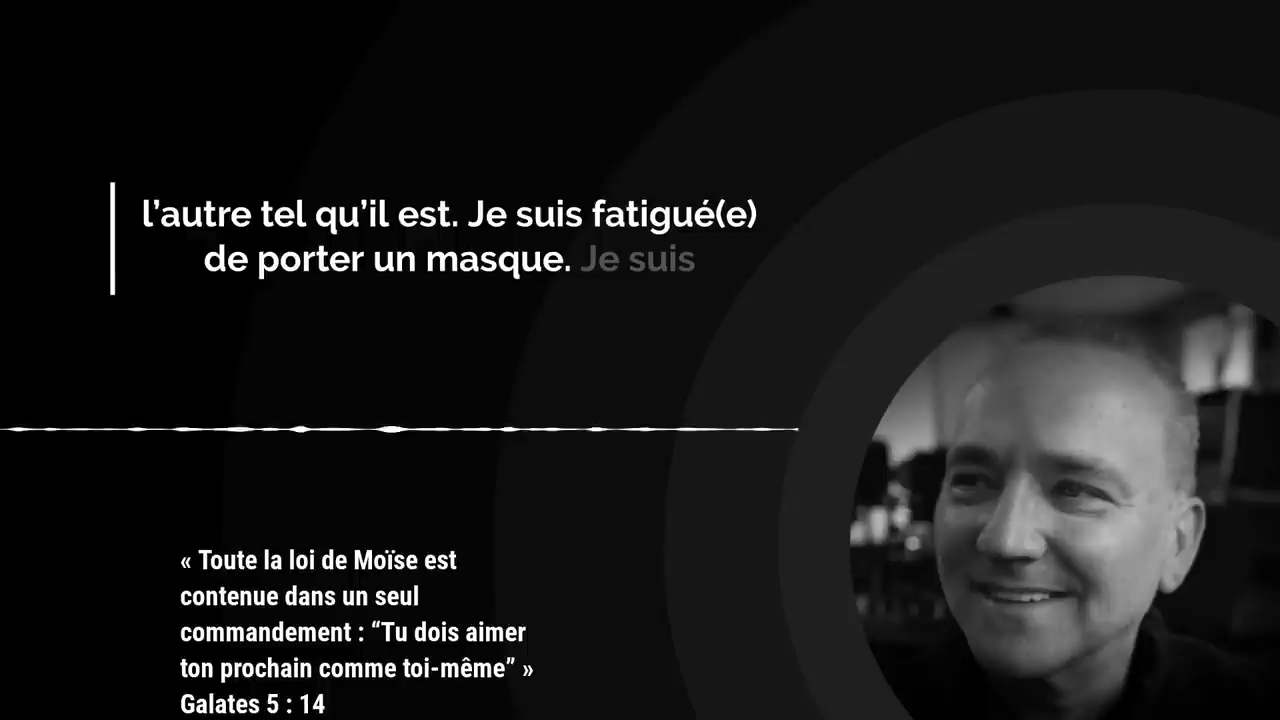 l’autre tel qu’il est. Je suis fatigué(e)
de porter un masque. Je suis
« Toute la loi de Moïse est
contenue dans un seul
commandement : “Tu dois aimer
ton prochain comme toi-même” »
Galates 5 : 14